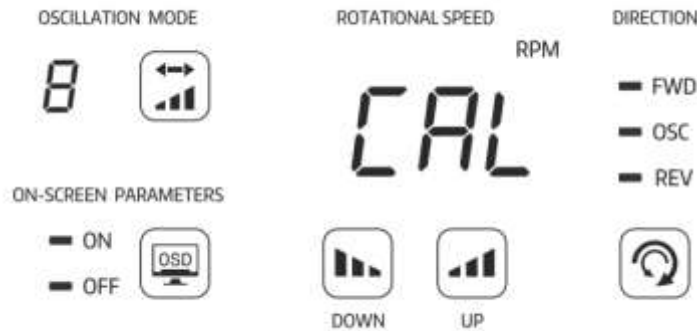 OSCILLATION MODE
8
ROTATIONAL SPEED
RPM
CAL
DIRECTION
FWD
OSC
REV
ON-SCREEN PARAMETERS
ON
OFF
OSD
DOWN
UP